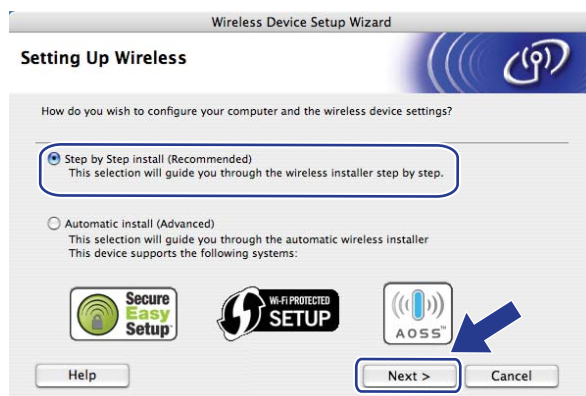 Wireless Device Setup Wizard
Setting Up Wireless
How do you wish to configure your computer and the wireless device settings?
Step by Step install (Recommended)
This selection will guide you through the wireless installer step by step.
Automatic install (Advanced)
This selection will guide you through the automatic wireless installer
This device supports the following systems:
Secure
Easy
Setup
WI-FI PROTECTED
SETUP
AOSS™
Help
Next >
Cancel